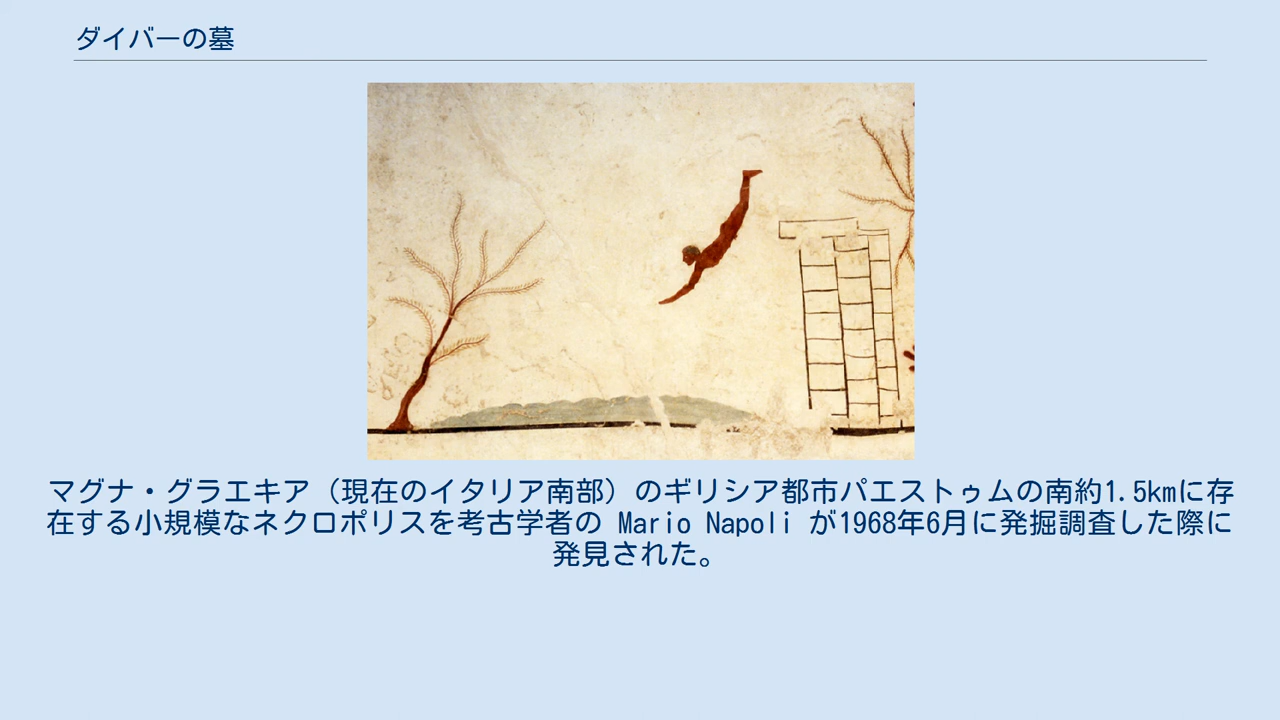 ダイバーの墓
マグナ・グラエキア（現在のイタリア南部）のギリシア都市パエストゥムの南約1.5kmに存
在する小規模なネクロポリスを考古学者の Mario Napoli が1968年6月に発掘調査した際に
発見された。